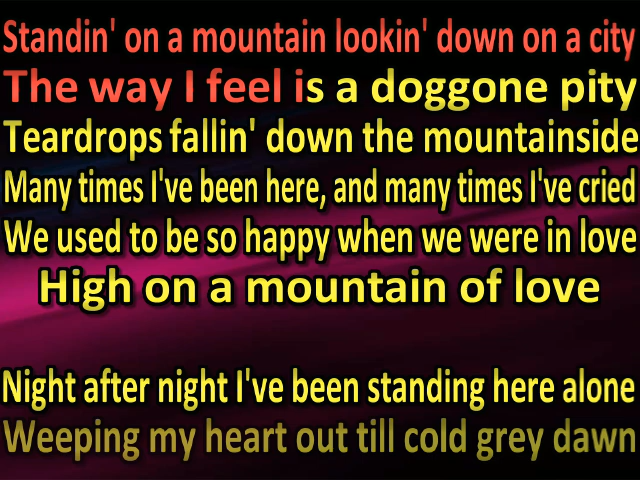 Standin' on a mountain lookin' down on a city
The way I feel is a doggone pity
Teardrops fallin' down the mountainside
Many times I've been here, and many times I've cried
We used to be so happy when we were in love
High on a mountain of love
Night after night I've been standing here alone
Weeping my heart out till cold grey dawn